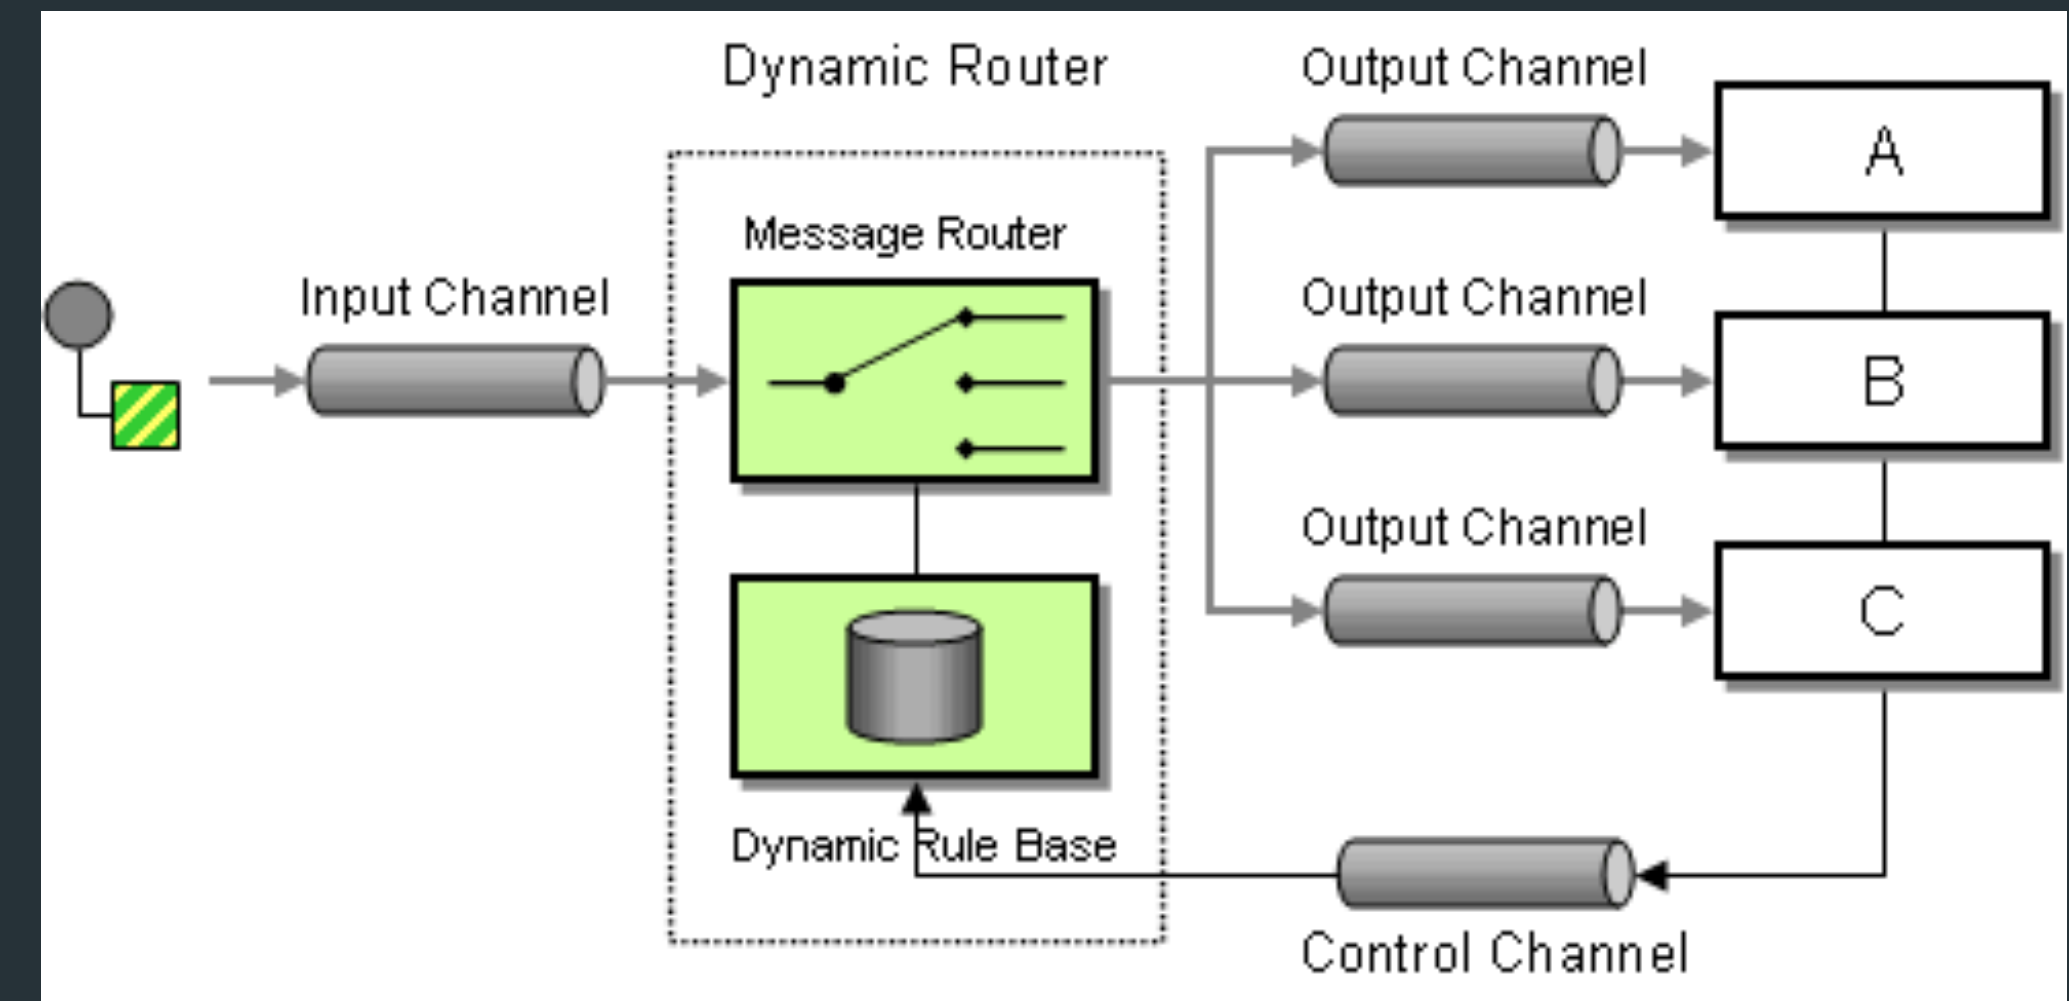 Dynamic Router
Output Channel
A
Message Router
Input Channel
Output Channel
B
Output Channel
C
Dynamic Rule Base
Control Channel